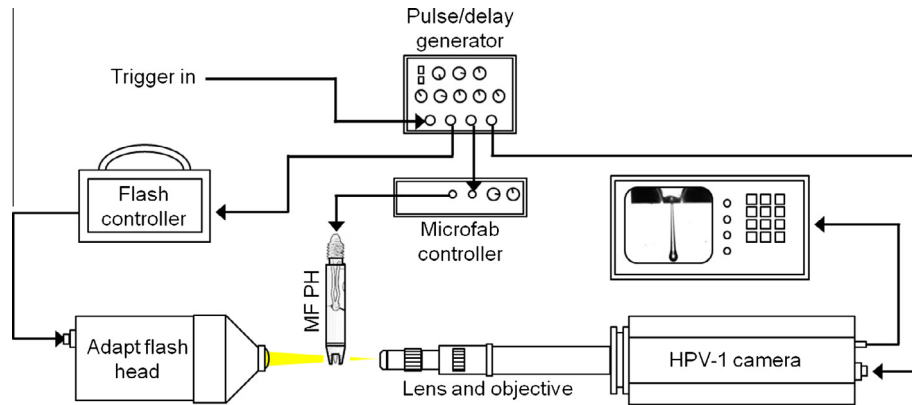 Pulse/delay
generator
Trigger in
Flash
controller
Microfab
controller
MF PH
Adapt flash
head
Lens and objective
HPV-1 camera